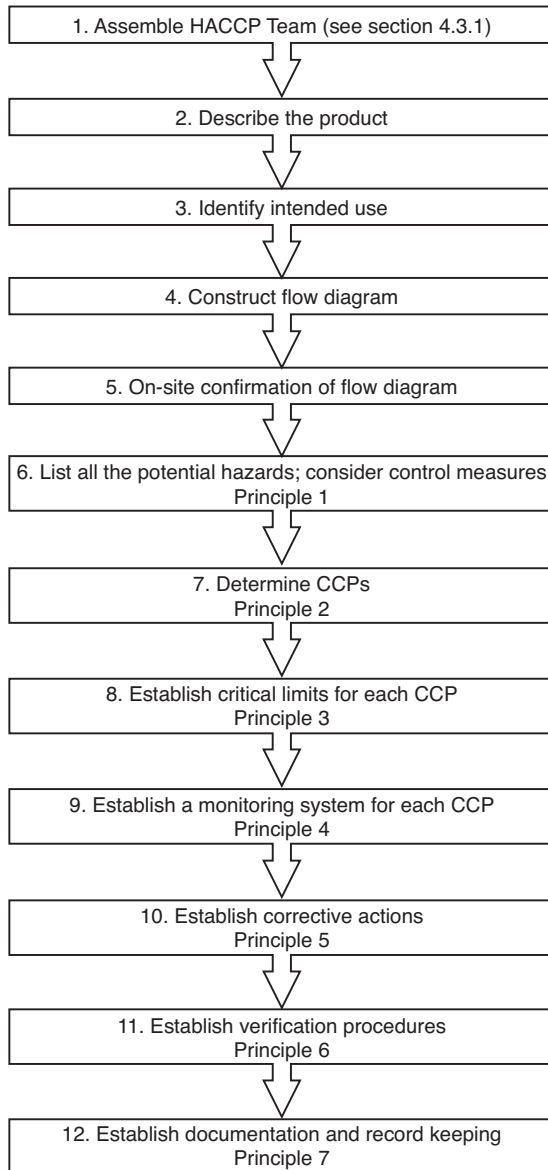 1. Assemble HACCP Team (see section 4.3.1)
2. Describe the product
3. Identify intended use
4. Construct flow diagram
5. On-site confirmation of flow diagram
6. List all the potential hazards; consider control measures
Principle 1
7. Determine CCPs
Principle 2
8. Establish critical limits for each CCP
Principle 3
9. Establish a monitoring system for each CCP
Principle 4
10. Establish corrective actions
Principle 5
11. Establish verification procedures
Principle 6
12. Establish documentation and record keeping
Principle 7